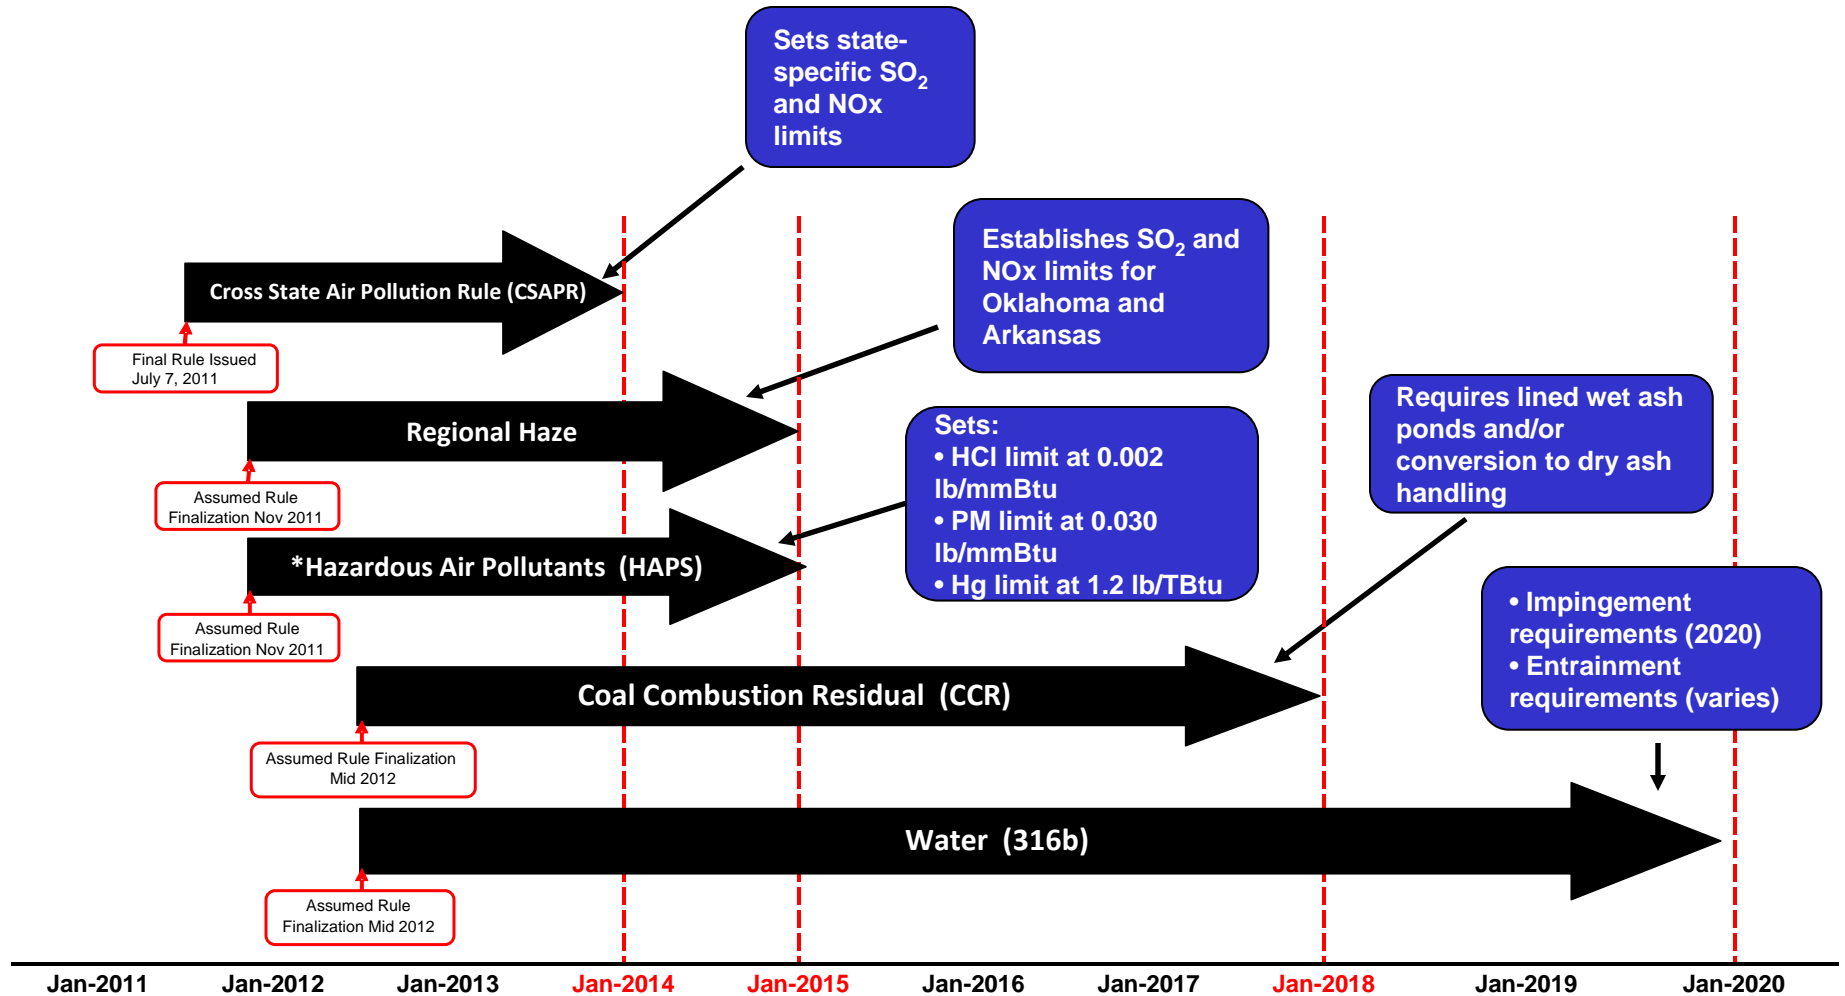 Sets state-
specific SO2
and NOx
limits
Establishes SO2 and
NOx limits for
Oklahoma and
Arkansas
Cross State Air Pollution Rule (CSAPR)
Final Rule Issued
July 7, 2011
Requires lined wet ash
ponds and/or
conversion to dry ash
handling
Regional Haze
Sets:
• HCl limit at 0.002
lb/mmBtu
• PM limit at 0.030
lb/mmBtu
• Hg limit at 1.2 lb/TBtu
Assumed Rule
Finalization Nov 2011
*Hazardous Air Pollutants (HAPS)
• Impingement
requirements (2020)
• Entrainment
requirements (varies)
Assumed Rule
Finalization Nov 2011
Coal Combustion Residual (CCR)
Assumed Rule Finalization
Mid 2012
Water (316b)
Assumed Rule
Finalization Mid 2012
Jan-2011 Jan-2012 Jan-2013 Jan-2014 Jan-2015 Jan-2016 Jan-2017 Jan-2018 Jan-2019 Jan-2020